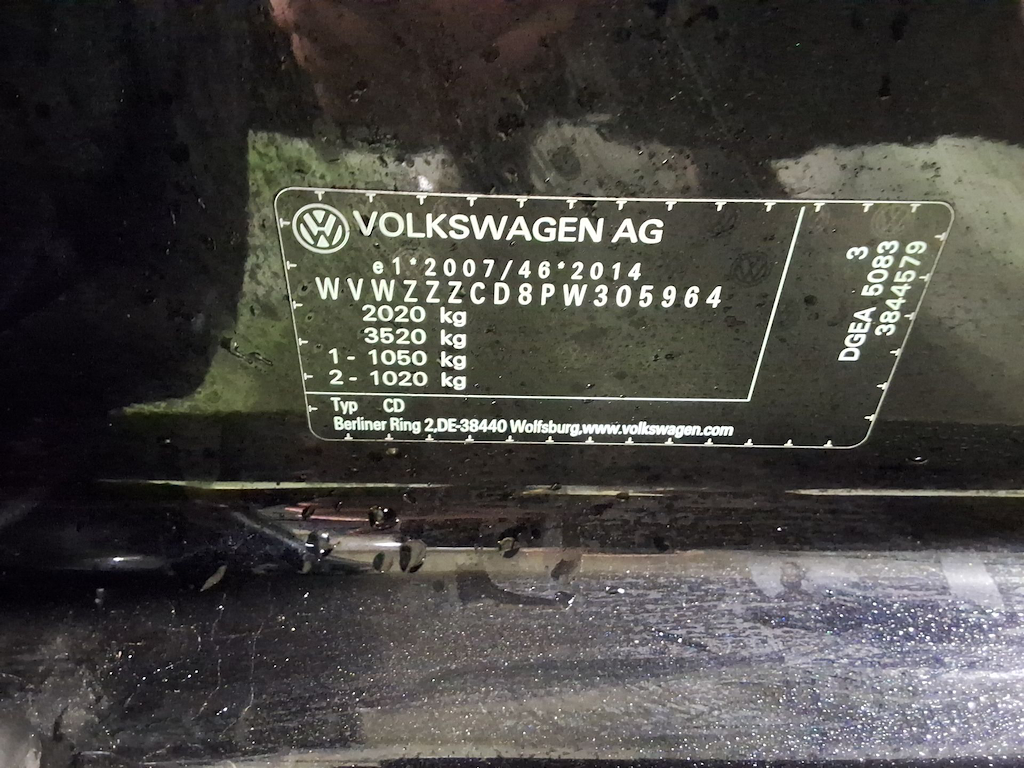 VOLKSWAGEN AG
e1*2007/46*2014
WVWZZZCD8PW305964
2020 kg
3520 kg
1 - 1050 kg
2 - 1020 kg
Typ CD
Berliner Ring 2,DE-38440 Wolfsburg,www.volkswagen.com
3
DGEA 5083
3844579